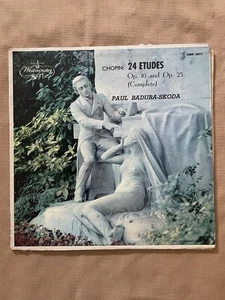 Westminster
CHOPIN: 24 ETUDES
Op. 10 and Op. 25
(Complete)
PAUL BADURA-SKODA